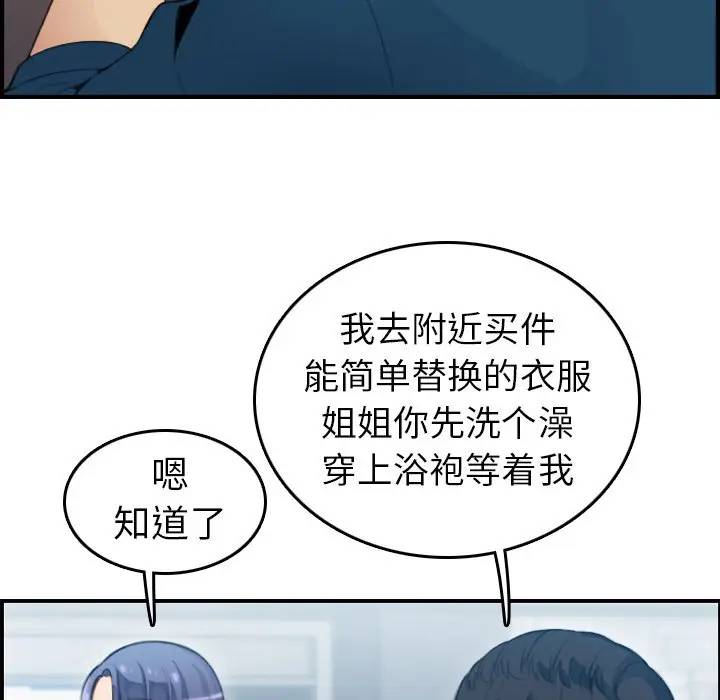 我去附近买件
能简单替换的衣服
姐姐你先洗个澡
穿上浴袍等着我
嗯
知道了